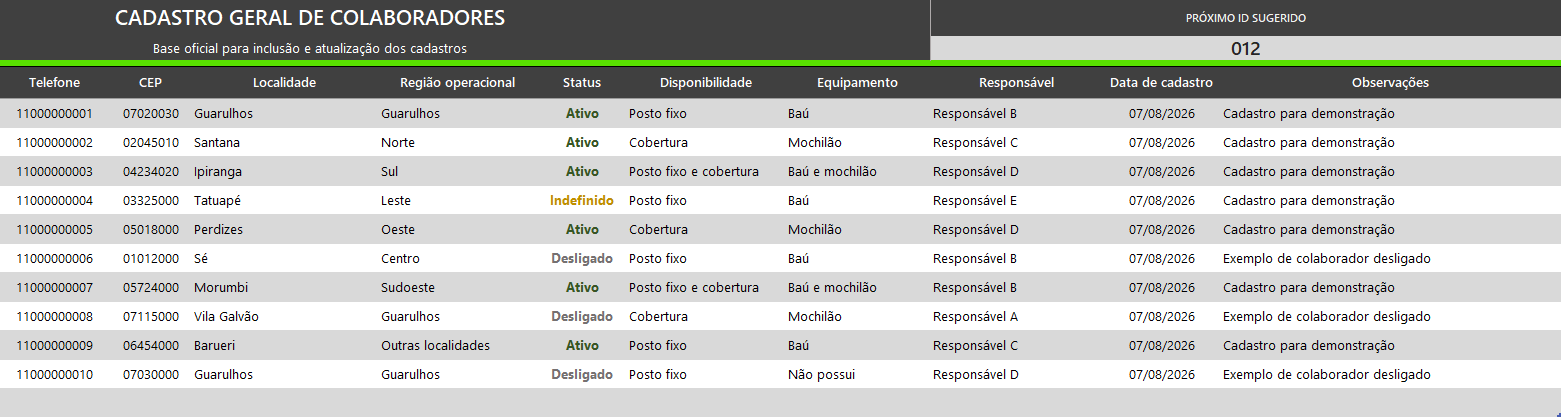 CADASTRO GERAL DE COLABORADORES
PRÓXIMO ID SUGERIDO
Base oficial para inclusão e atualização dos cadastros
012
Telefone CEP Localidade Região operacional Status Disponibilidade Equipamento Responsável Data de cadastro Observações
11000000001 07020030 Guarulhos Guarulhos Ativo Posto fixo Baú Responsável B 07/08/2026 Cadastro para demonstração
11000000002 02045010 Santana Norte Ativo Cobertura Mochilão Responsável C 07/08/2026 Cadastro para demonstração
11000000003 04234020 Ipiranga Sul Ativo Posto fixo e cobertura Baú e mochilão Responsável D 07/08/2026 Cadastro para demonstração
11000000004 03325000 Tatuapé Leste Indefinido Posto fixo Baú Responsável E 07/08/2026 Cadastro para demonstração
11000000005 05018000 Perdizes Oeste Ativo Cobertura Mochilão Responsável D 07/08/2026 Cadastro para demonstração
11000000006 01012000 Sé Centro Desligado Posto fixo Baú Responsável B 07/08/2026 Exemplo de colaborador desligado
11000000007 05724000 Morumbi Sudoeste Ativo Posto fixo e cobertura Baú e mochilão Responsável B 07/08/2026 Cadastro para demonstração
11000000008 07115000 Vila Galvão Guarulhos Desligado Cobertura Mochilão Responsável A 07/08/2026 Exemplo de colaborador desligado
11000000009 06454000 Barueri Outras localidades Ativo Posto fixo Baú Responsável C 07/08/2026 Cadastro para demonstração
11000000010 07030000 Guarulhos Guarulhos Desligado Posto fixo Não possui Responsável D 07/08/2026 Exemplo de colaborador desligado